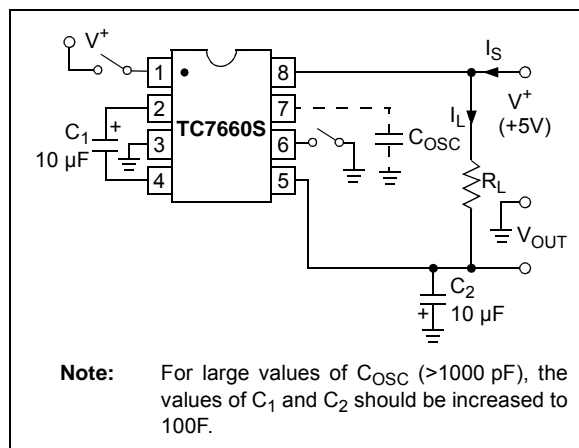 V+
1
2
3
4
TC7660S
8
7
6
5
C1
+
10 µF
COSC
IS
IL
V+
(+5V)
RL
VOUT
C2
+
10 µF
Note: For large values of COSC (>1000 pF), the
values of C1 and C2 should be increased to
100F.